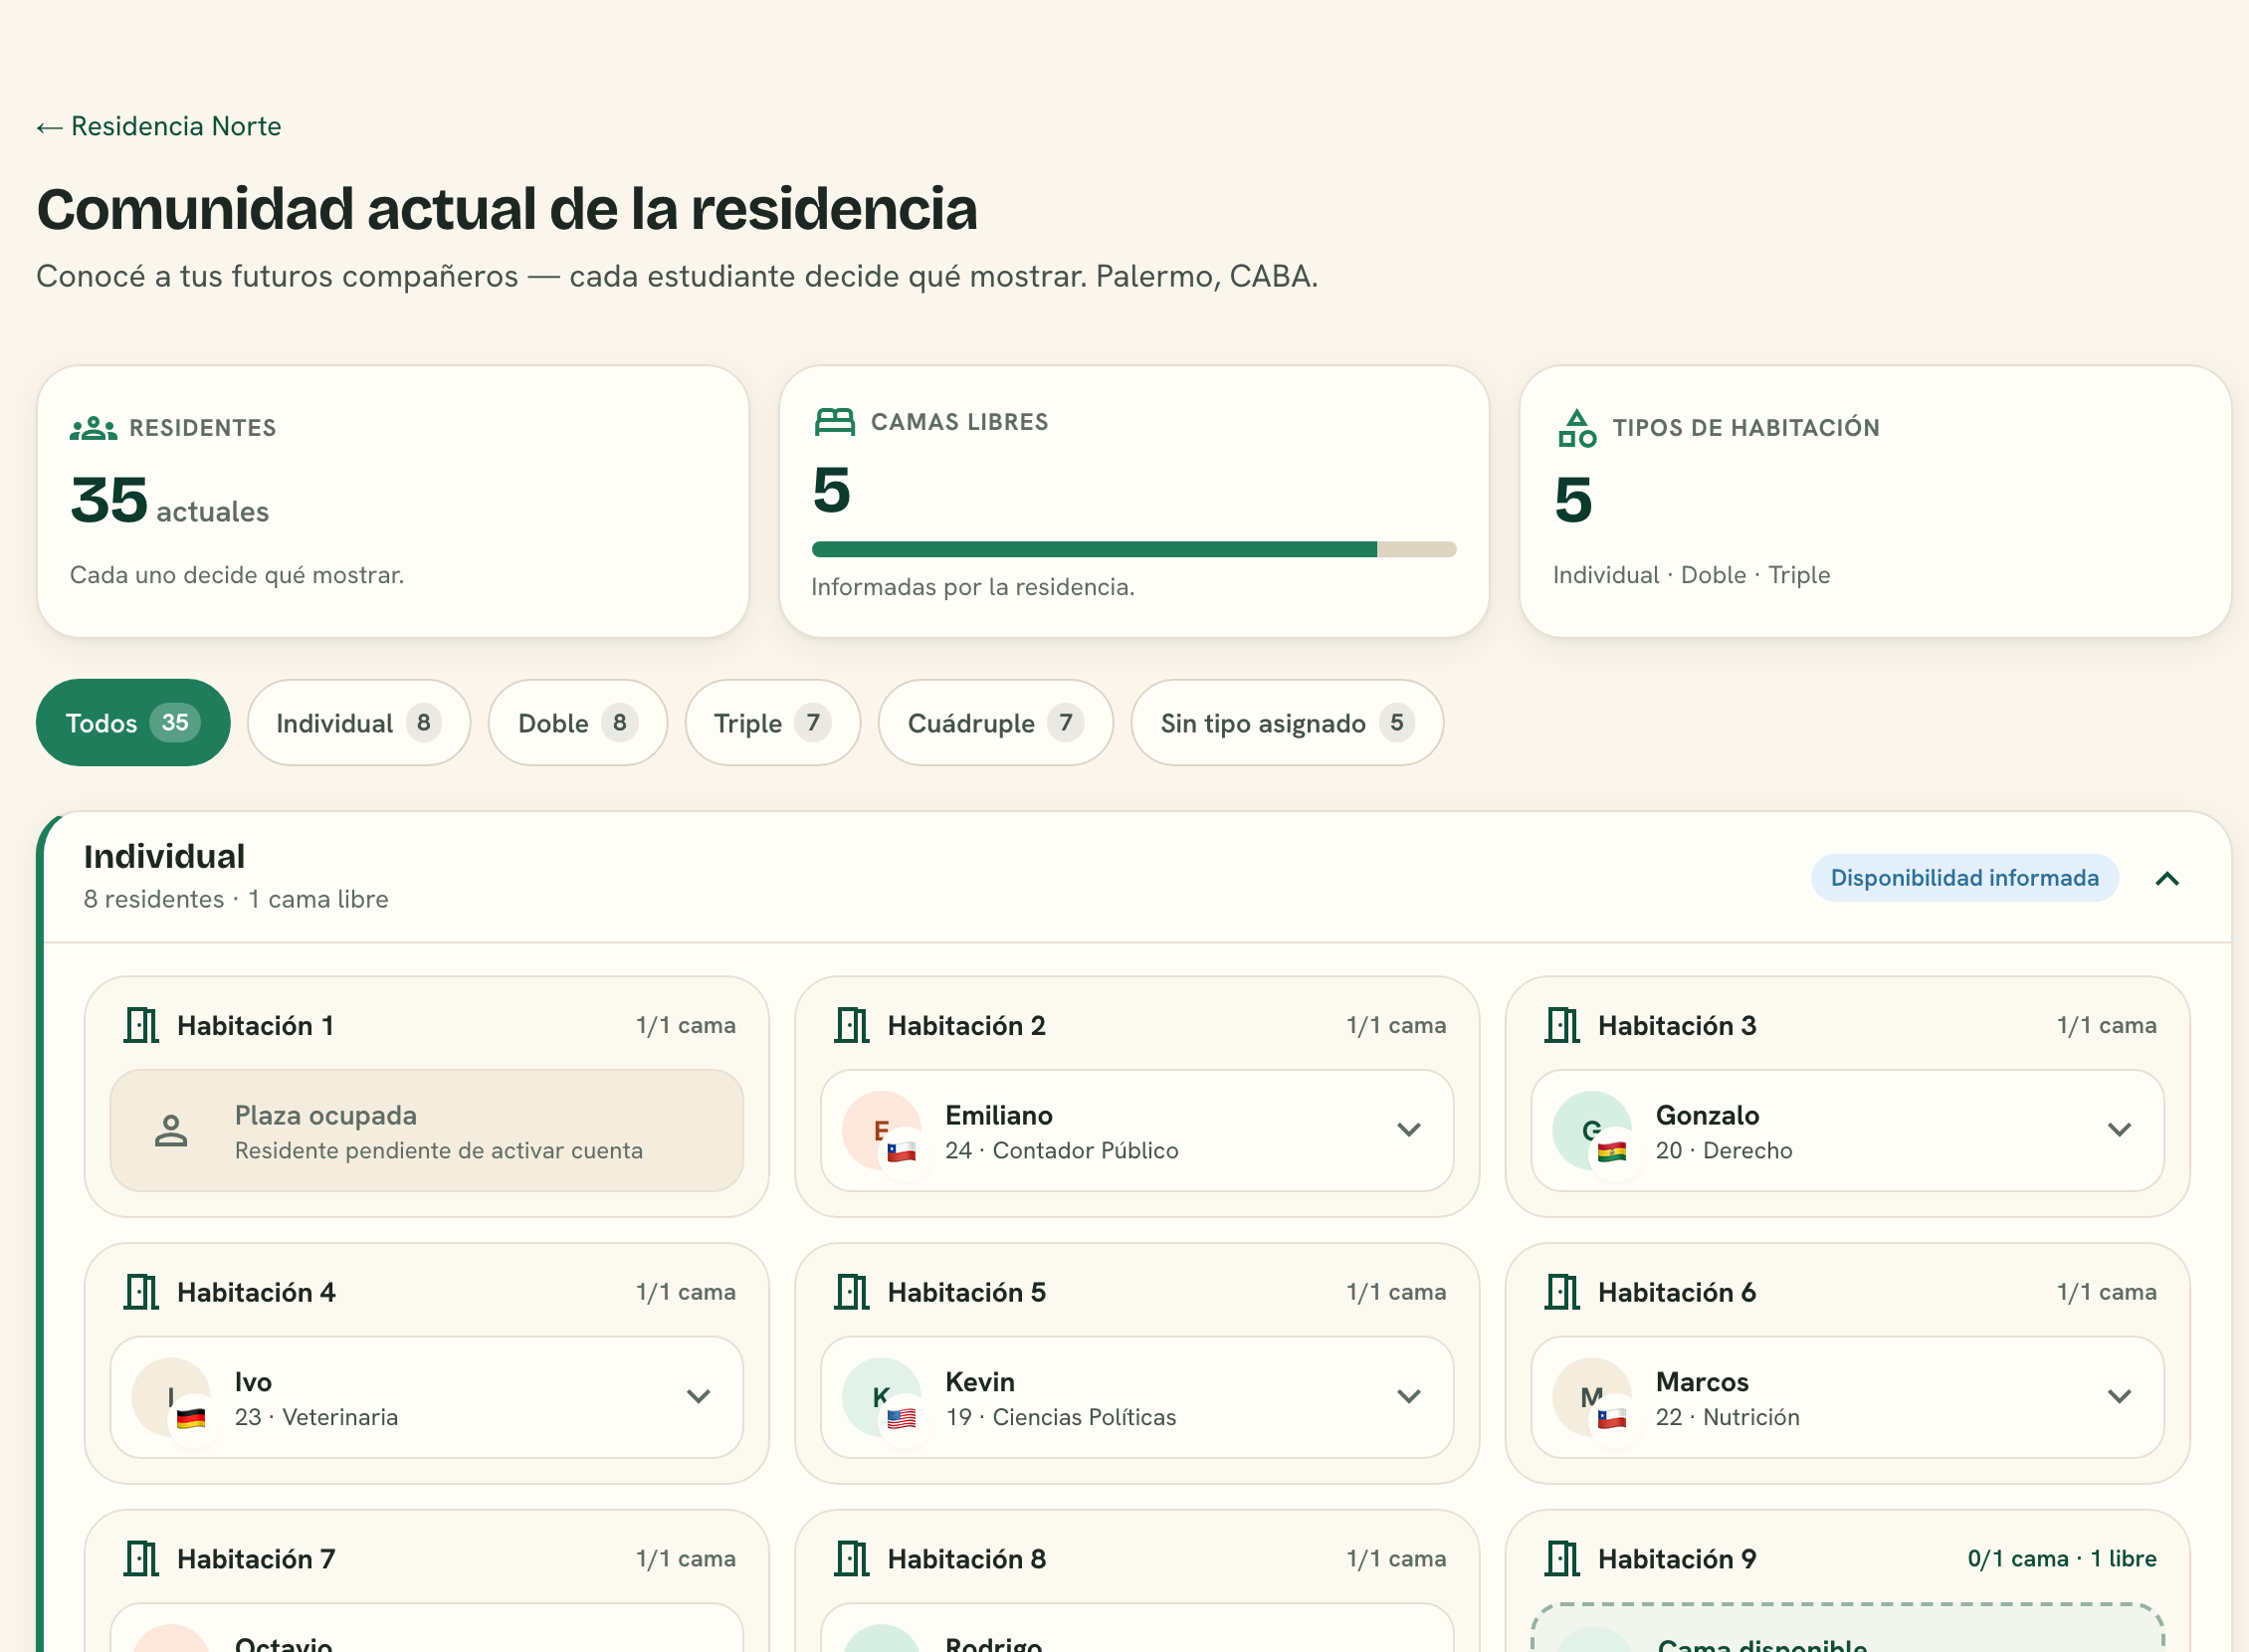 ← Residencia Norte
Comunidad actual de la residencia
Conocé a tus futuros compañeros — cada estudiante decide qué mostrar. Palermo, CABA.
RESIDENTES
35 actuales
Cada uno decide qué mostrar.
CAMAS LIBRES
5
Informadas por la residencia.
TIPOS DE HABITACIÓN
5
Individual · Doble · Triple
Todos 35
Individual 8
Doble 8
Triple 7
Cuádruple 7
Sin tipo asignado 5
Individual
8 residentes · 1 cama libre
Disponibilidad informada
Habitación 1
1/1 cama
Plaza ocupada
Residente pendiente de activar cuenta
Habitación 2
1/1 cama
E
Emiliano
24 · Contador Público
Habitación 3
1/1 cama
G
Gonzalo
20 · Derecho
Habitación 4
1/1 cama
I
Ivo
23 · Veterinaria
Habitación 5
1/1 cama
K
Kevin
19 · Ciencias Políticas
Habitación 6
1/1 cama
M
Marcos
22 · Nutrición
Habitación 7
1/1 cama
Octavio
Habitación 8
1/1 cama
Rodrigo
Habitación 9
0/1 cama · 1 libre
Cama disponible